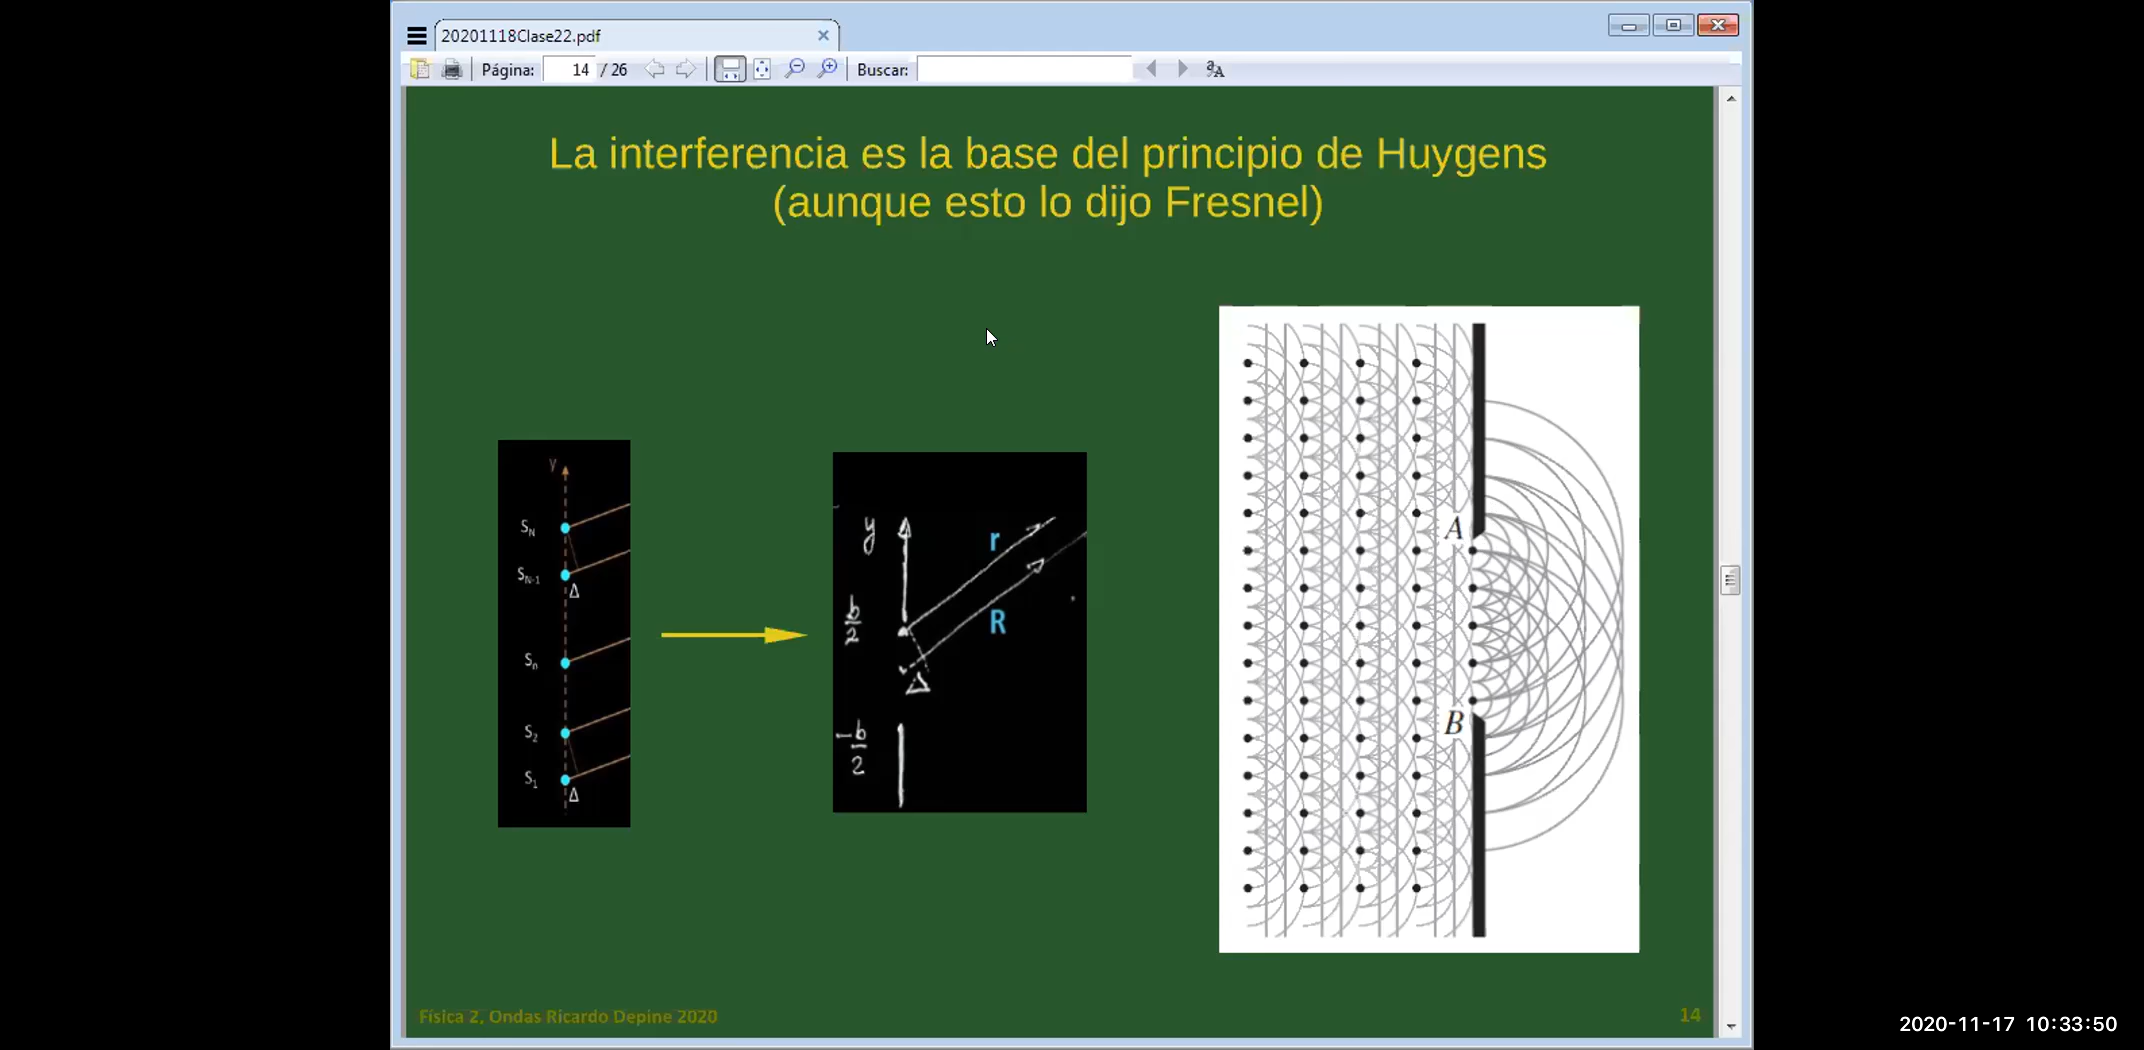 20201118Clase22.pdf
Página: 14 / 26 Buscar:
La interferencia es la base del principio de Huygens
(aunque esto lo dijo Fresnel)
y
S_N
S_N-1
Δ
S_n
S_2
S_1
Δ
y
r
b/2
R
Δ
-b/2
A
B
Física 2, Ondas Ricardo Depine 2020
14
2020-11-17 10:33:50